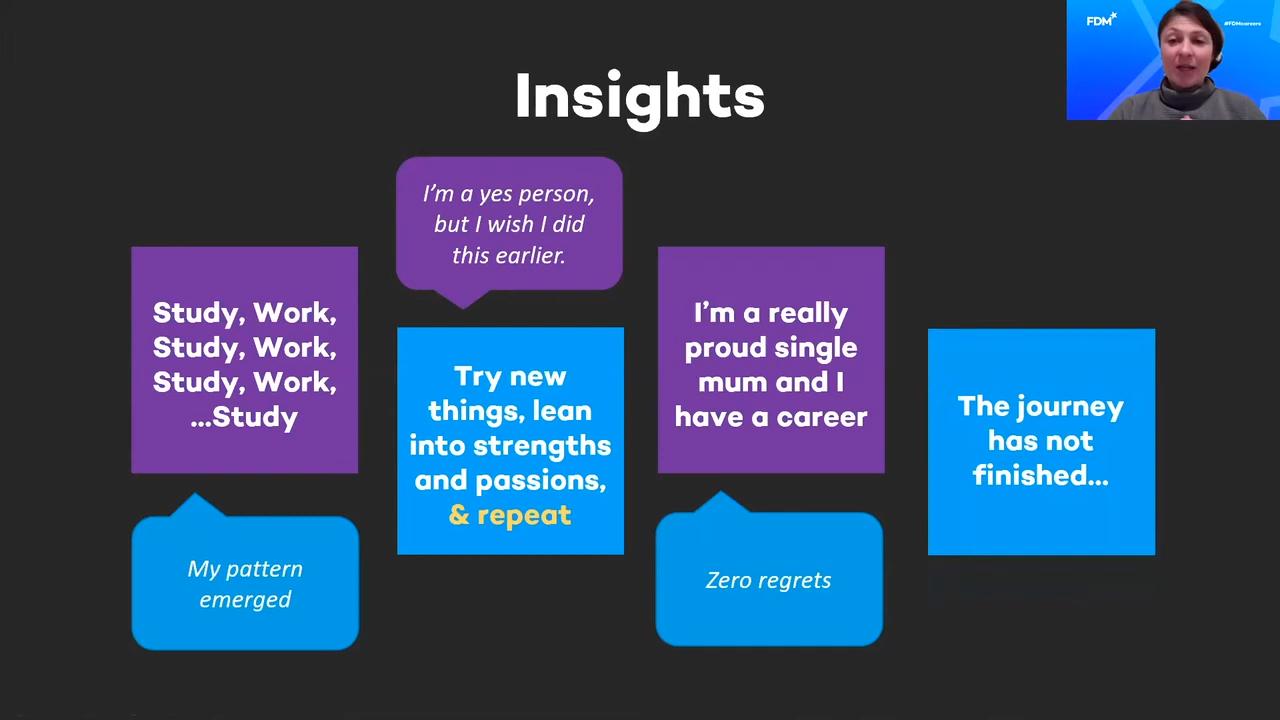 FDM
#FDMcareers
Insights
Study, Work,
Study, Work,
Study, Work,
...Study
My pattern
emerged
I'm a yes person,
but I wish I did
this earlier.
Try new
things, lean
into strengths
and passions,
& repeat
I'm a really
proud single
mum and I
have a career
Zero regrets
The journey
has not
finished...